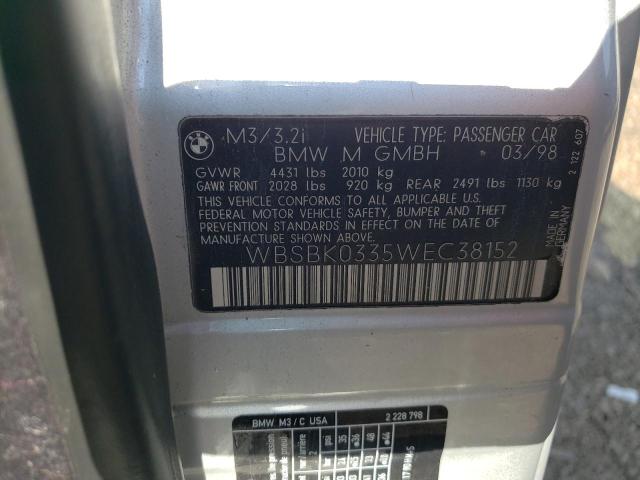 BMW
M3/3.2i VEHICLE TYPE: PASSENGER CAR
BMW M GMBH 03/98
GVWR 4431 lbs 2010 kg
GAWR FRONT 2028 lbs 920 kg REAR 2491 lbs 1130 kg
THIS VEHICLE CONFORMS TO ALL APPLICABLE U.S.
FEDERAL MOTOR VEHICLE SAFETY, BUMPER AND THEFT
PREVENTION STANDARDS IN EFFECT ON THE DATE OF
MANUFACTURE SHOWN ABOVE.
WBSBK0335WEC38152
2 122 607
MADE IN
GERMANY
BMW M3 / C USA 2 228 798
psi